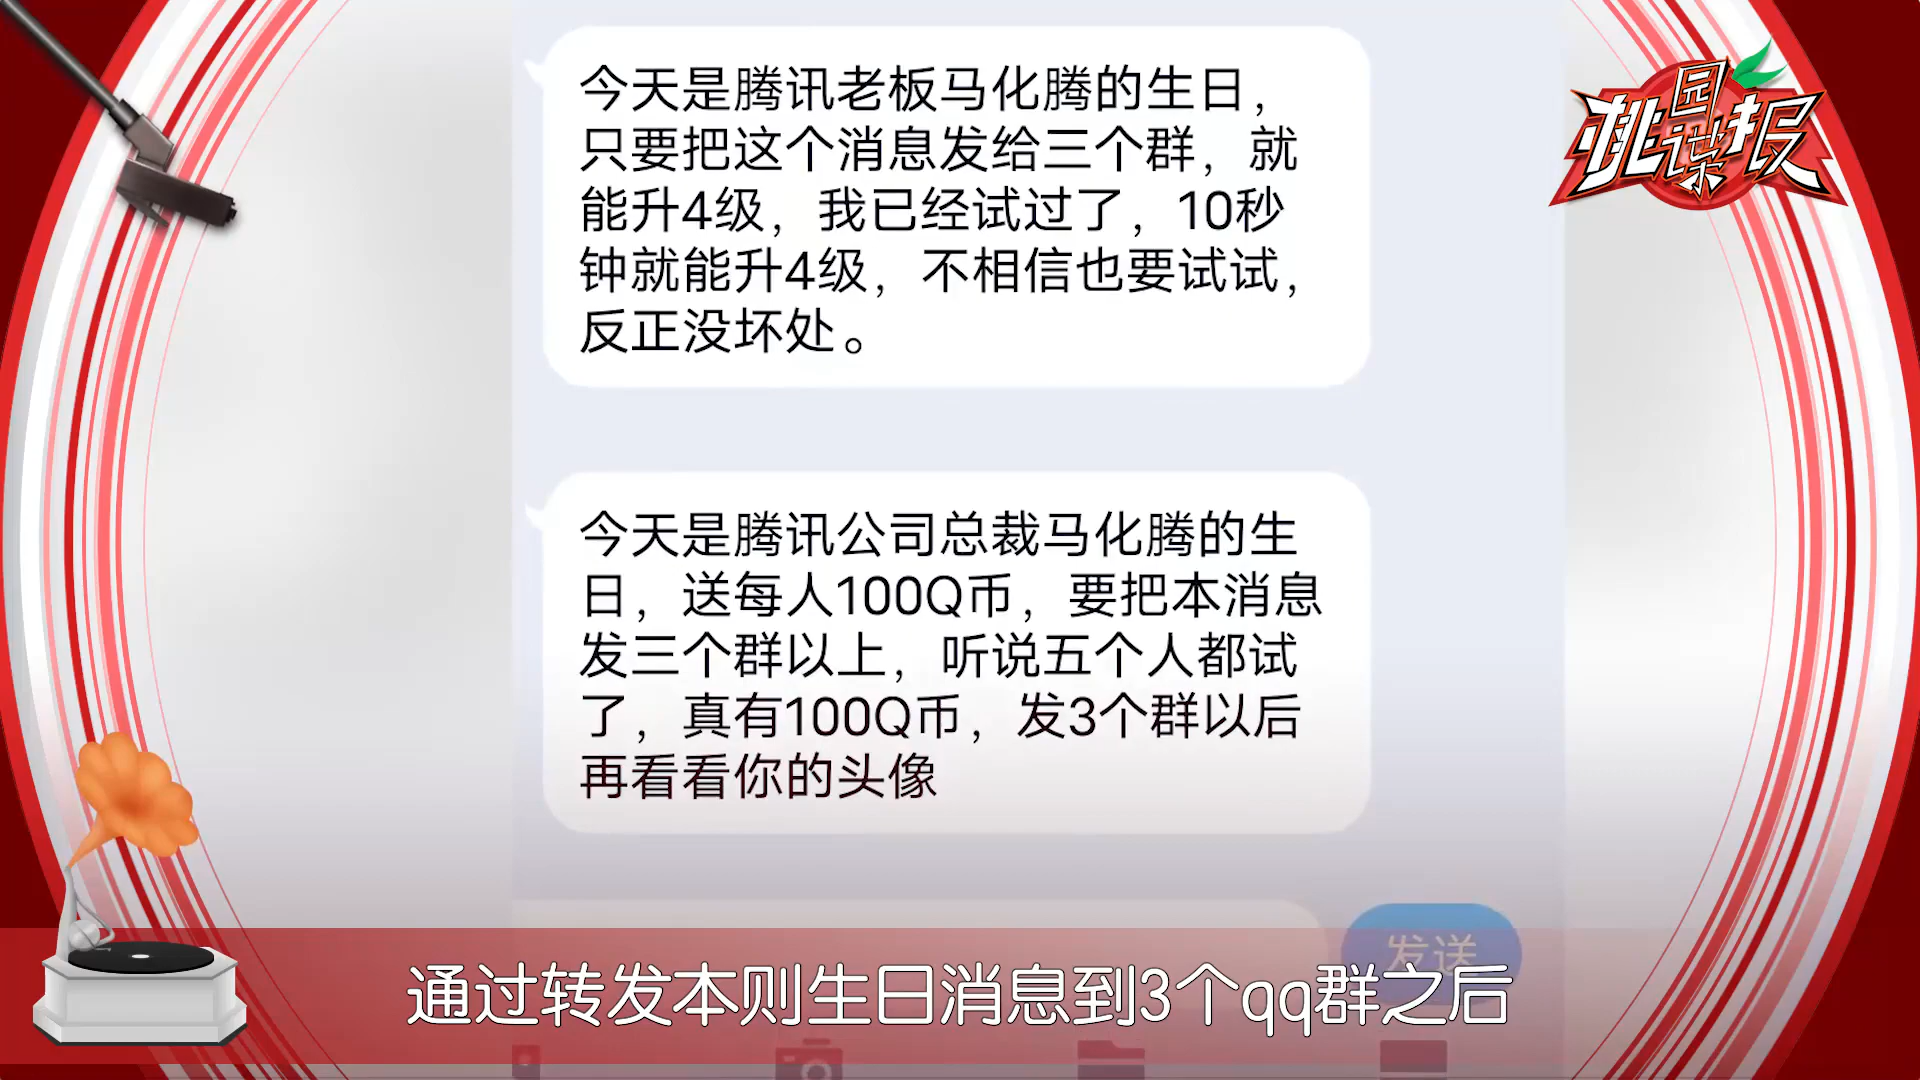 今天是腾讯老板马化腾的生日，
只要把这个消息发给三个群，就
能升4级，我已经试过了，10秒
钟就能升4级，不相信也要试试，
反正没坏处。
今天是腾讯公司总裁马化腾的生
日，送每人100Q币，要把本消息
发三个群以上，听说五个人都试
了，真有100Q币，发3个群以后
再看看你的头像
发送
通过转发本则生日消息到3个qq群之后
桃园谍报